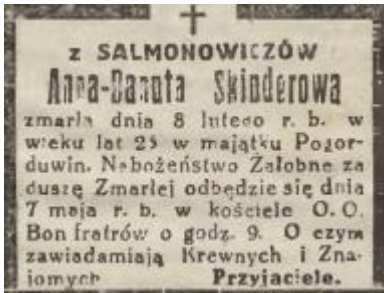 z SALMONOWICZÓW
Anna-Danuta Skinderowa
zmarła dnia 8 lutego r. b. w
wieku lat 25 w majątku Pogor-
duwin. Nabożeństwo Żałobne za
duszę Zmarłej odbędzie się dnia
7 maja r. b. w kościele O. O.
Bonfratrów o godz. 9. O czym
zawiadamiają Krewnych i Zna-
jomych Przyjaciele.